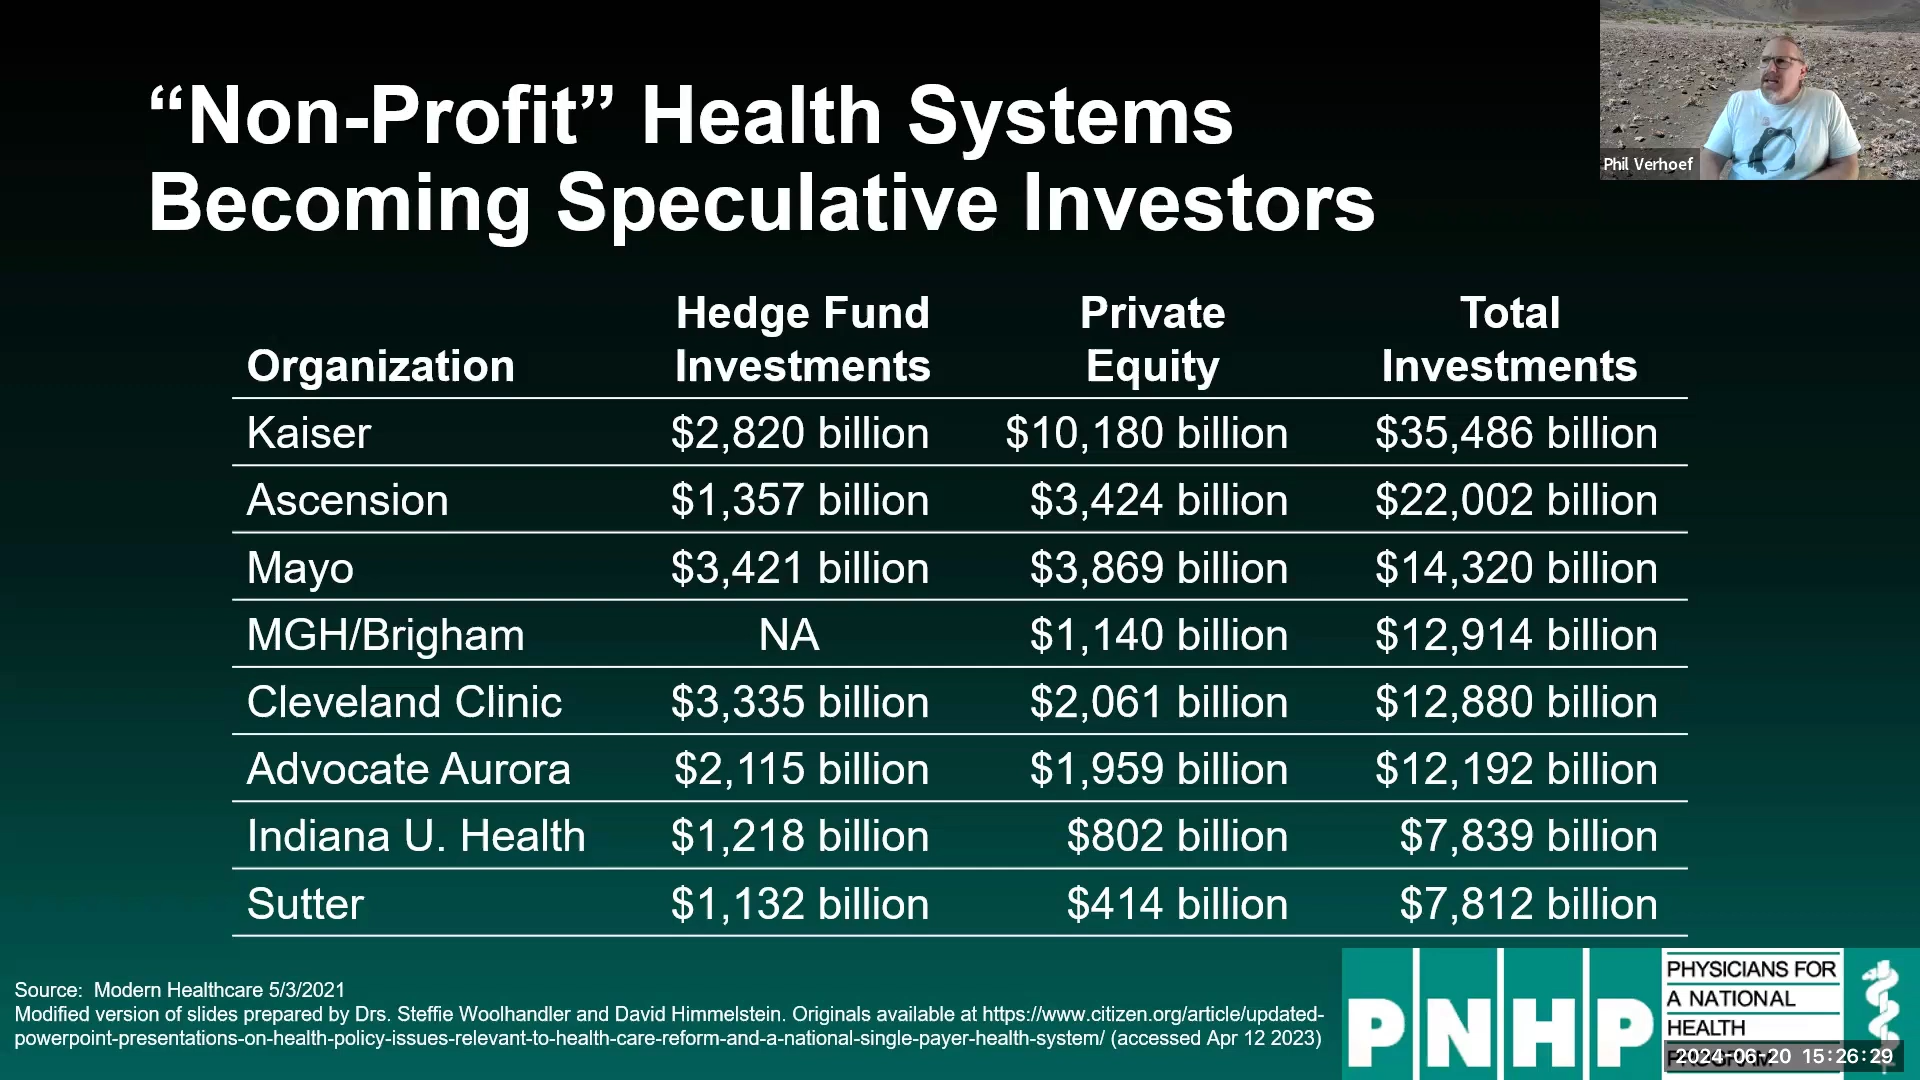 “Non-Profit” Health Systems
Becoming Speculative Investors
Phil Verhoef
Organization Hedge Fund Investments Private Equity Total Investments
Kaiser $2,820 billion $10,180 billion $35,486 billion
Ascension $1,357 billion $3,424 billion $22,002 billion
Mayo $3,421 billion $3,869 billion $14,320 billion
MGH/Brigham NA $1,140 billion $12,914 billion
Cleveland Clinic $3,335 billion $2,061 billion $12,880 billion
Advocate Aurora $2,115 billion $1,959 billion $12,192 billion
Indiana U. Health $1,218 billion $802 billion $7,839 billion
Sutter $1,132 billion $414 billion $7,812 billion
Source: Modern Healthcare 5/3/2021
Modified version of slides prepared by Drs. Steffie Woolhandler and David Himmelstein. Originals available at https://www.citizen.org/article/updated-
powerpoint-presentations-on-health-policy-issues-relevant-to-health-care-reform-and-a-national-single-payer-health-system/ (accessed Apr 12 2023)
PNHP
PHYSICIANS FOR
A NATIONAL
HEALTH
PROGRAM
2024-06-20 15:26:29